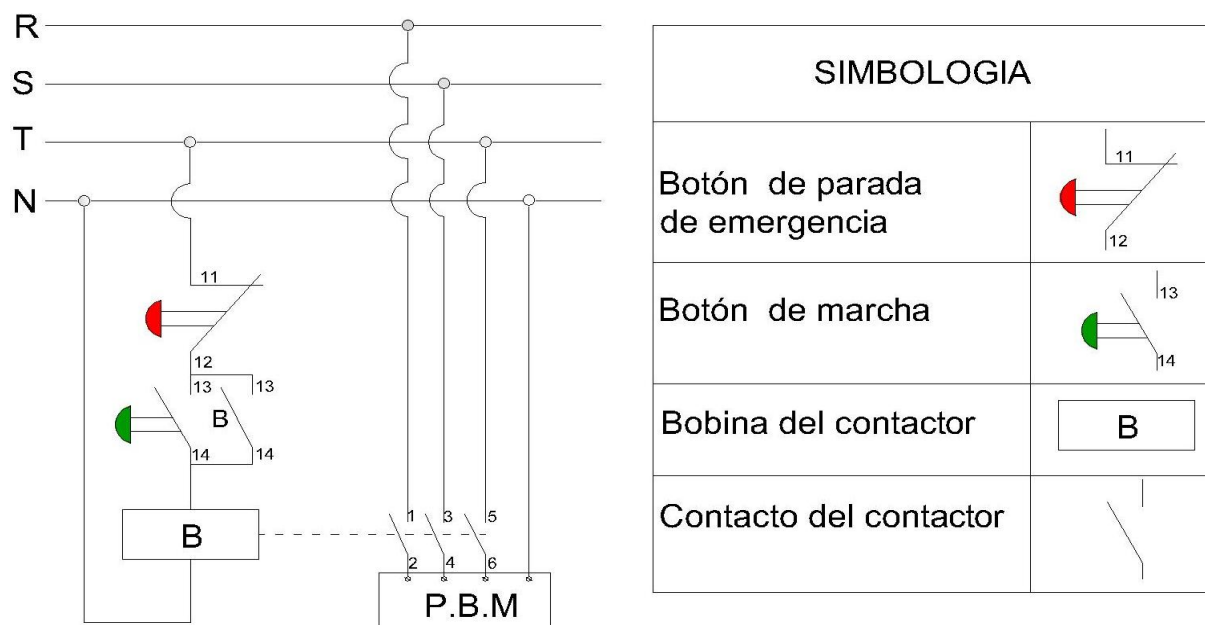 R
S
T
N
11
12
13
13
B
14
14
B
1
3
5
2
4
6
P.B.M
SIMBOLOGIA
Botón de parada
de emergencia
11
12
Botón de marcha
13
14
Bobina del contactor
B
Contacto del contactor